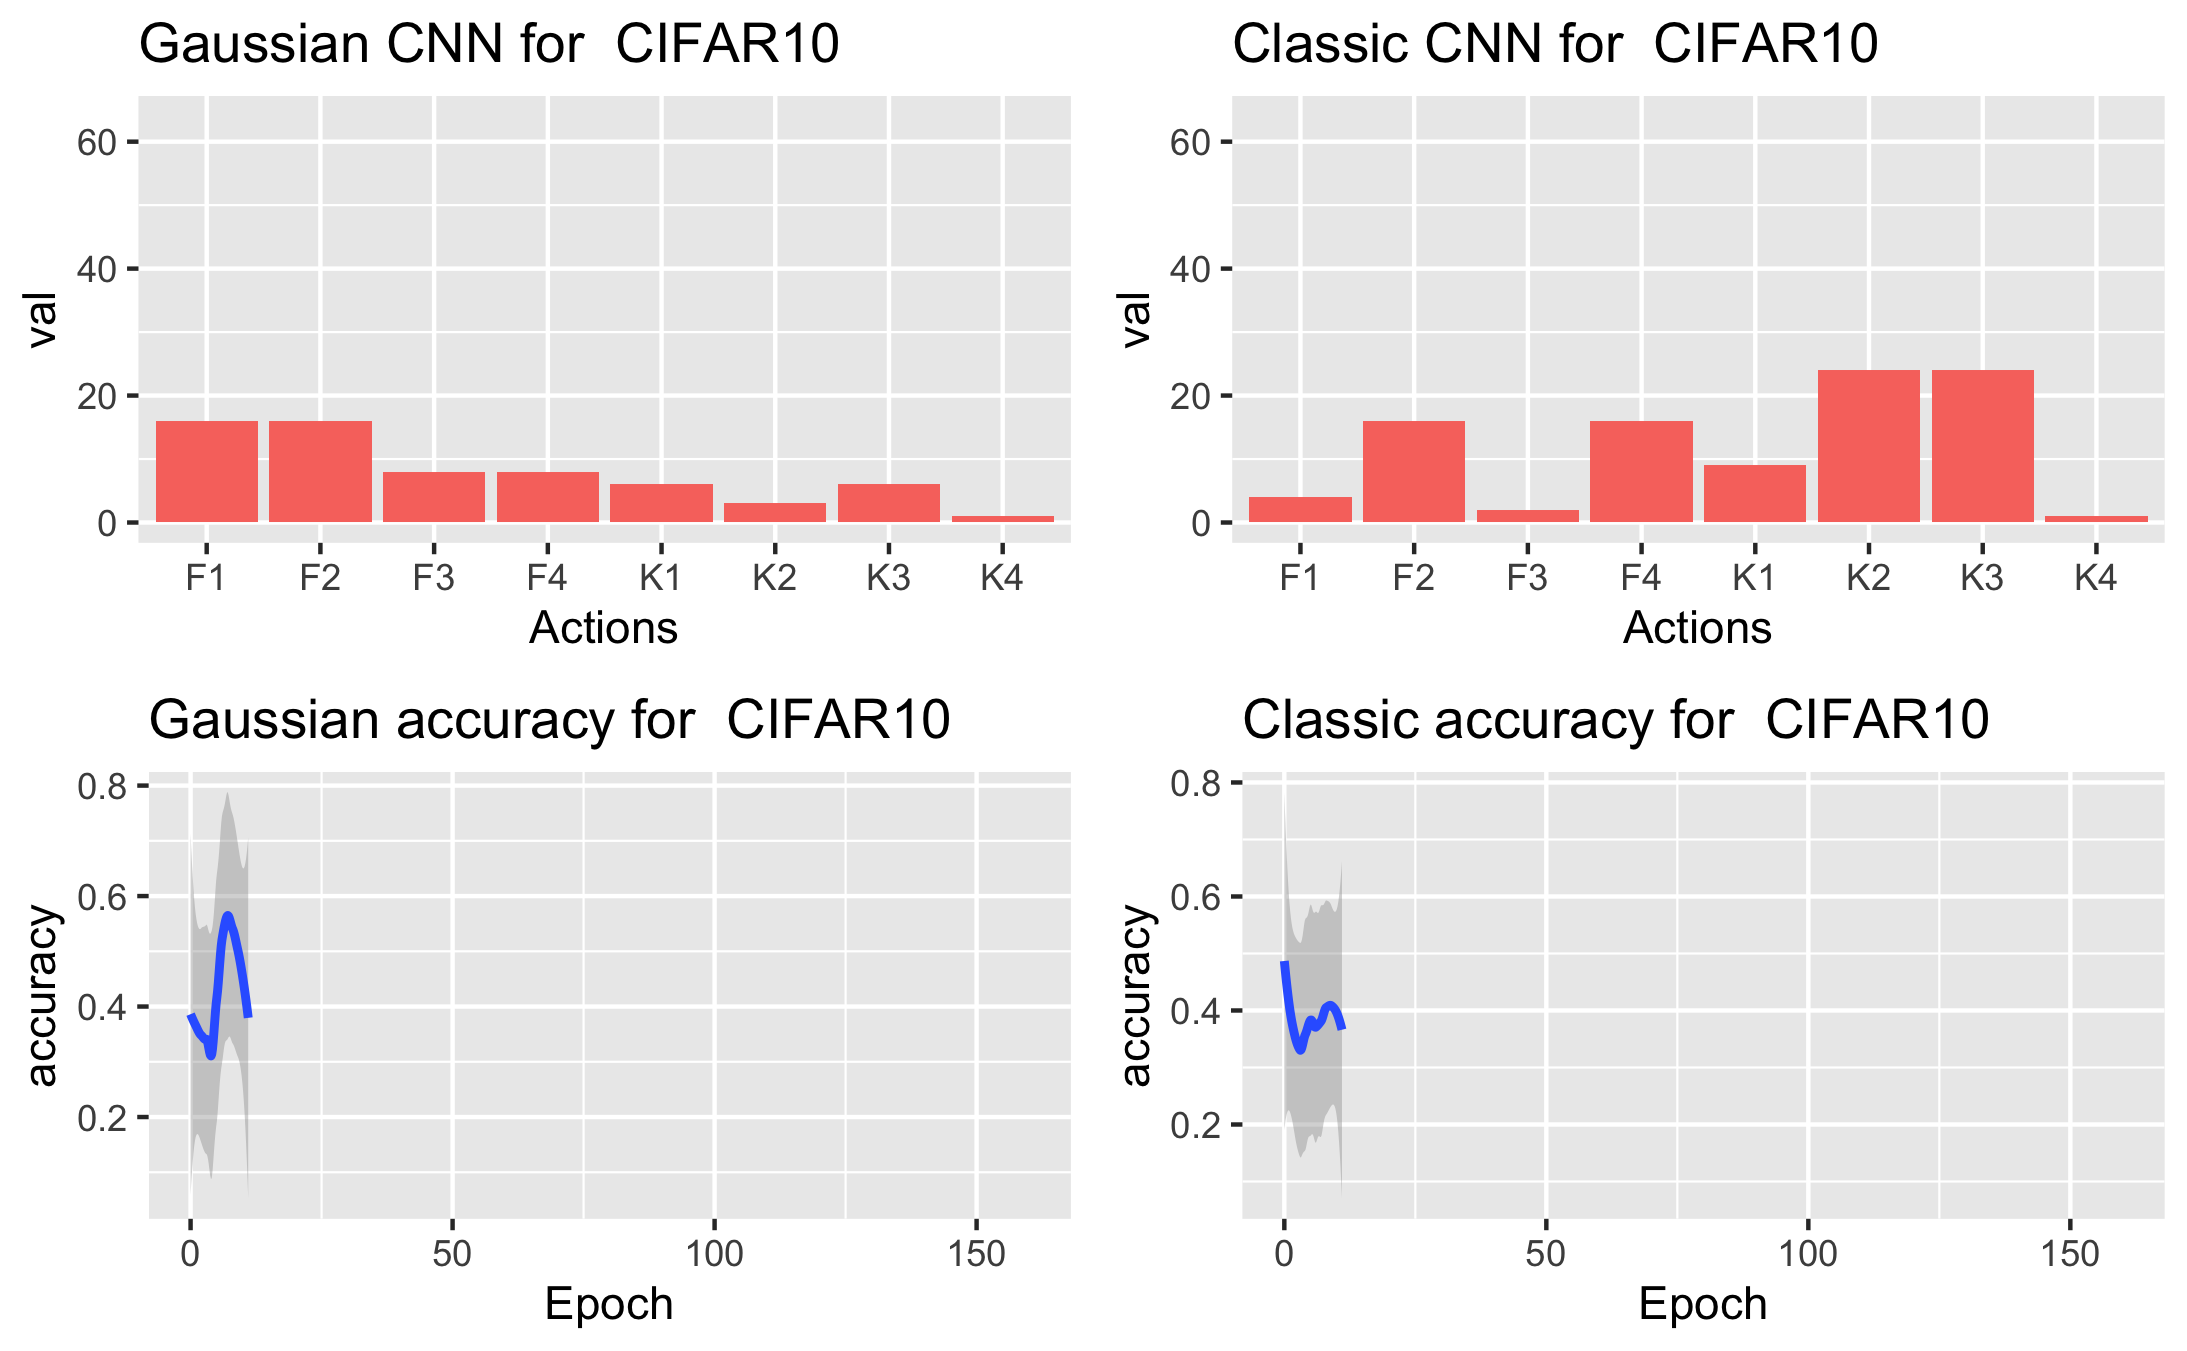 Gaussian CNN for  CIFAR10
60
40
20
0
val
F1 F2 F3 F4 K1 K2 K3 K4
Actions
Classic CNN for  CIFAR10
60
40
20
0
val
F1 F2 F3 F4 K1 K2 K3 K4
Actions
Gaussian accuracy for  CIFAR10
0.8
0.6
0.4
0.2
accuracy
0 50 100 150
Epoch
Classic accuracy for  CIFAR10
0.8
0.6
0.4
0.2
accuracy
0 50 100 150
Epoch